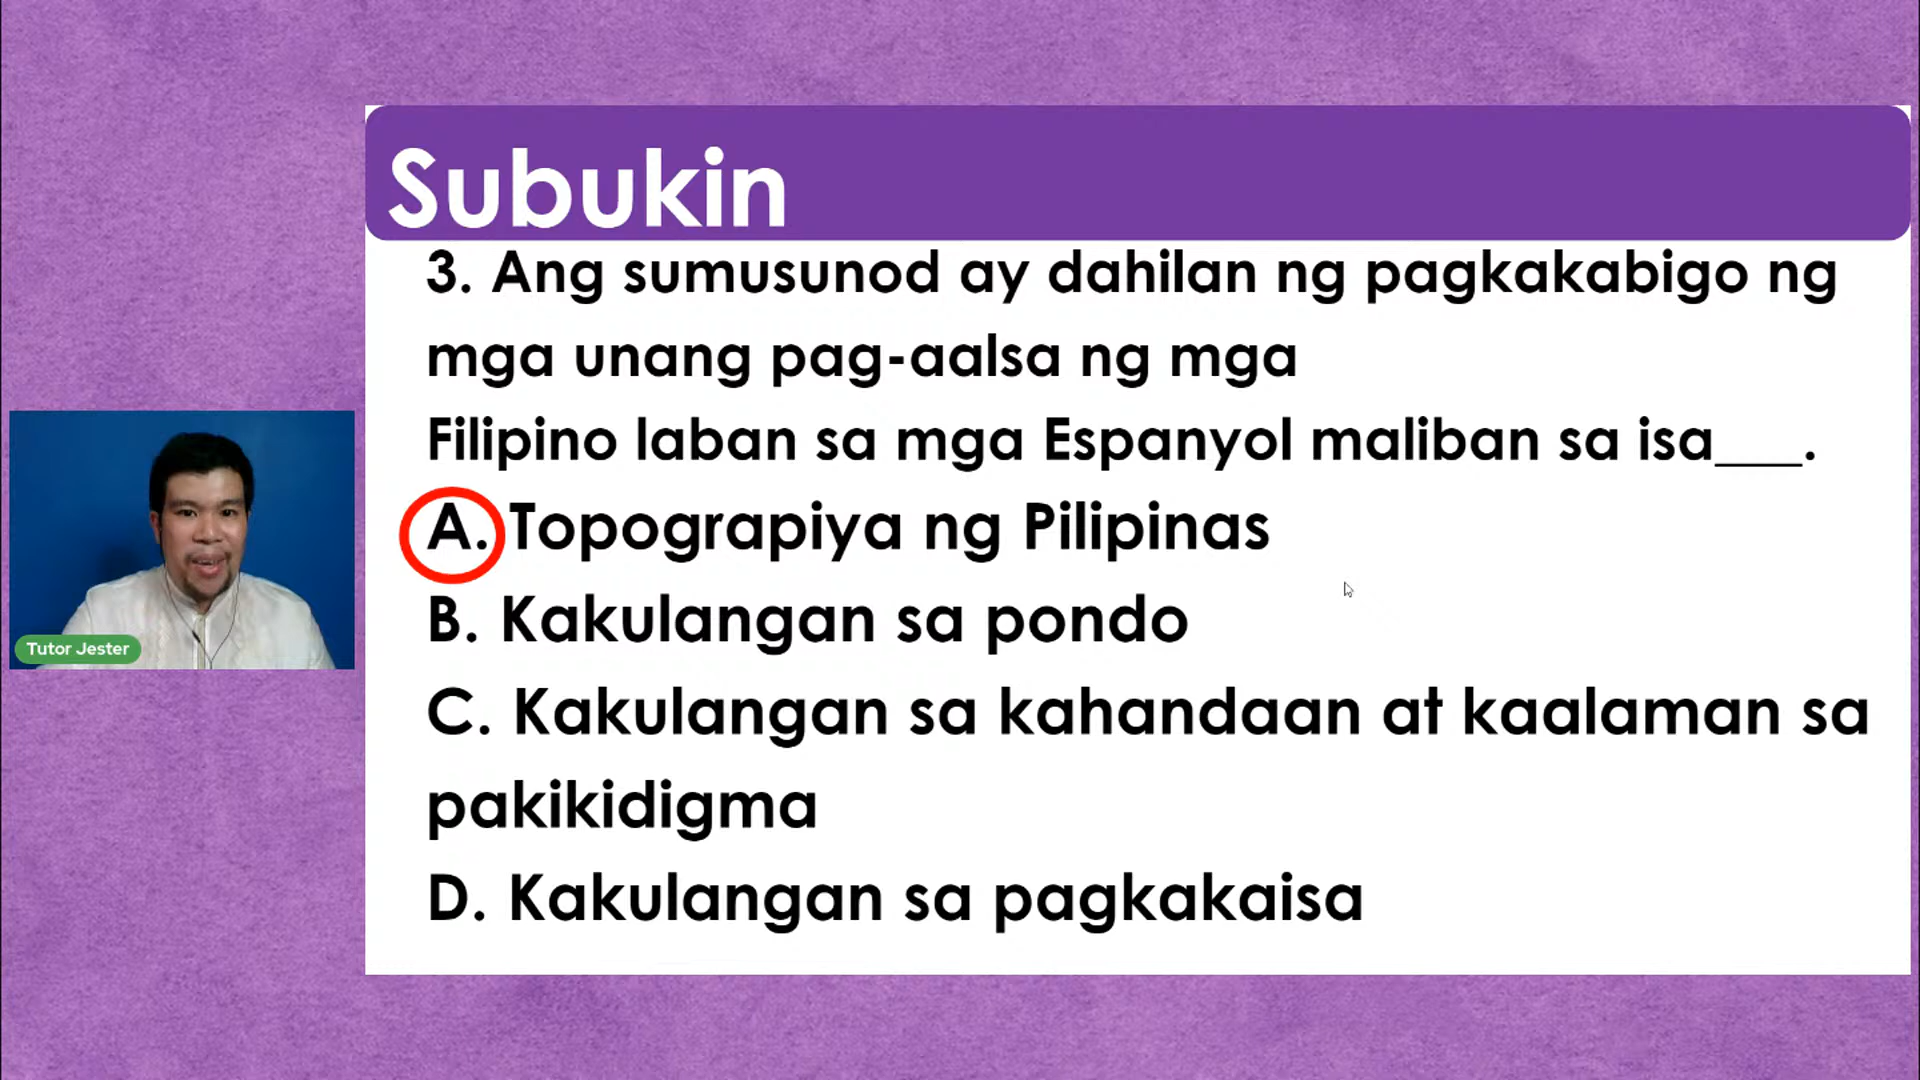 Subukin
3. Ang sumusunod ay dahilan ng pagkakabigo ng
mga unang pag-aalsa ng mga
Filipino laban sa mga Espanyol maliban sa isa___.
A. Topograpiya ng Pilipinas
B. Kakulangan sa pondo
C. Kakulangan sa kahandaan at kaalaman sa
pakikidigma
D. Kakulangan sa pagkakaisa
Tutor Jester